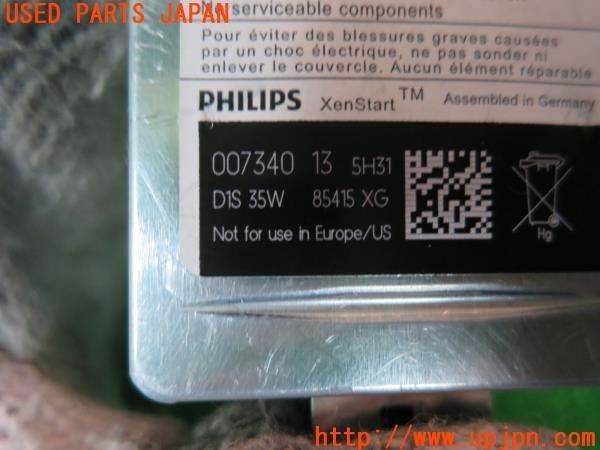 USED PARTS JAPAN
No serviceable components
Pour éviter des blessures graves causées
par un choc électrique, ne pas sonder ni
enlever le couvercle. Aucun élément réparable
PHILIPS XenStart™ Assembled in Germany
007340 13 5H31
D1S 35W 85415 XG
Not for use in Europe/US
Hg
http://www.upjpn.com